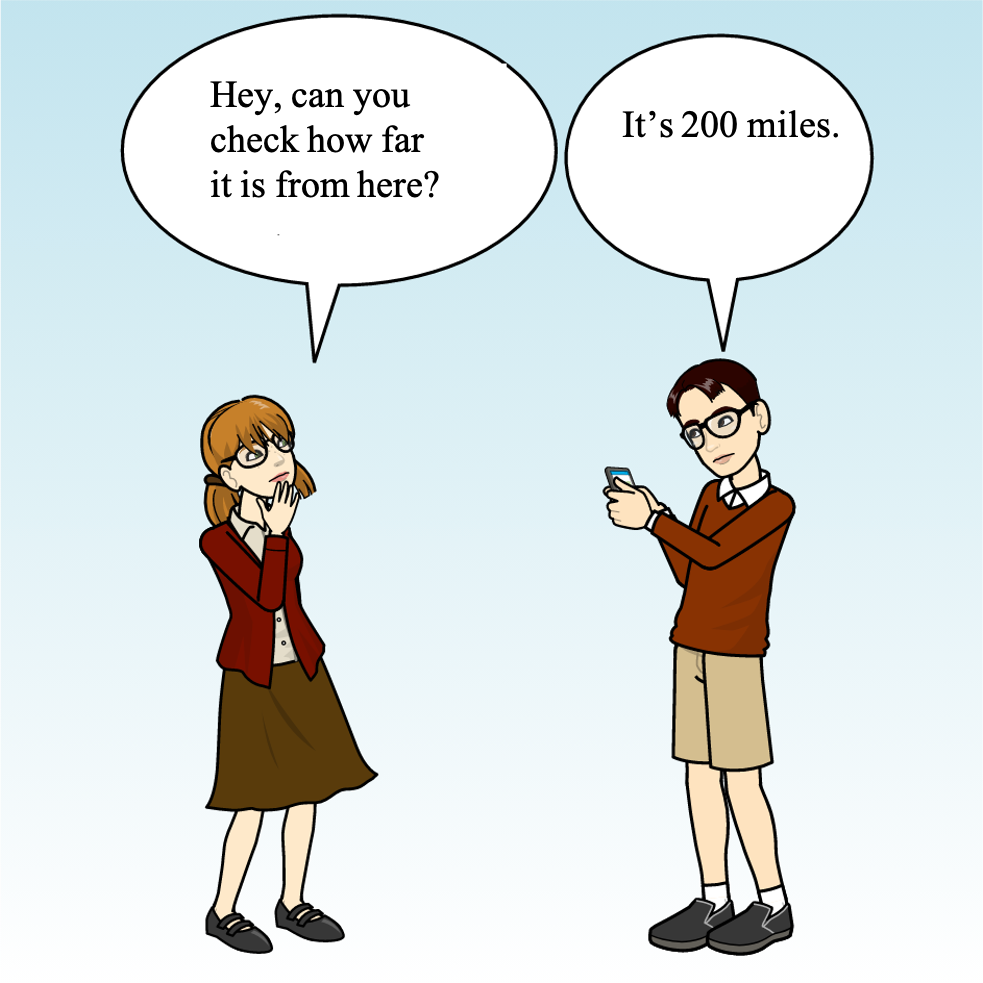 Hey, can you
check how far
it is from here?
It’s 200 miles.